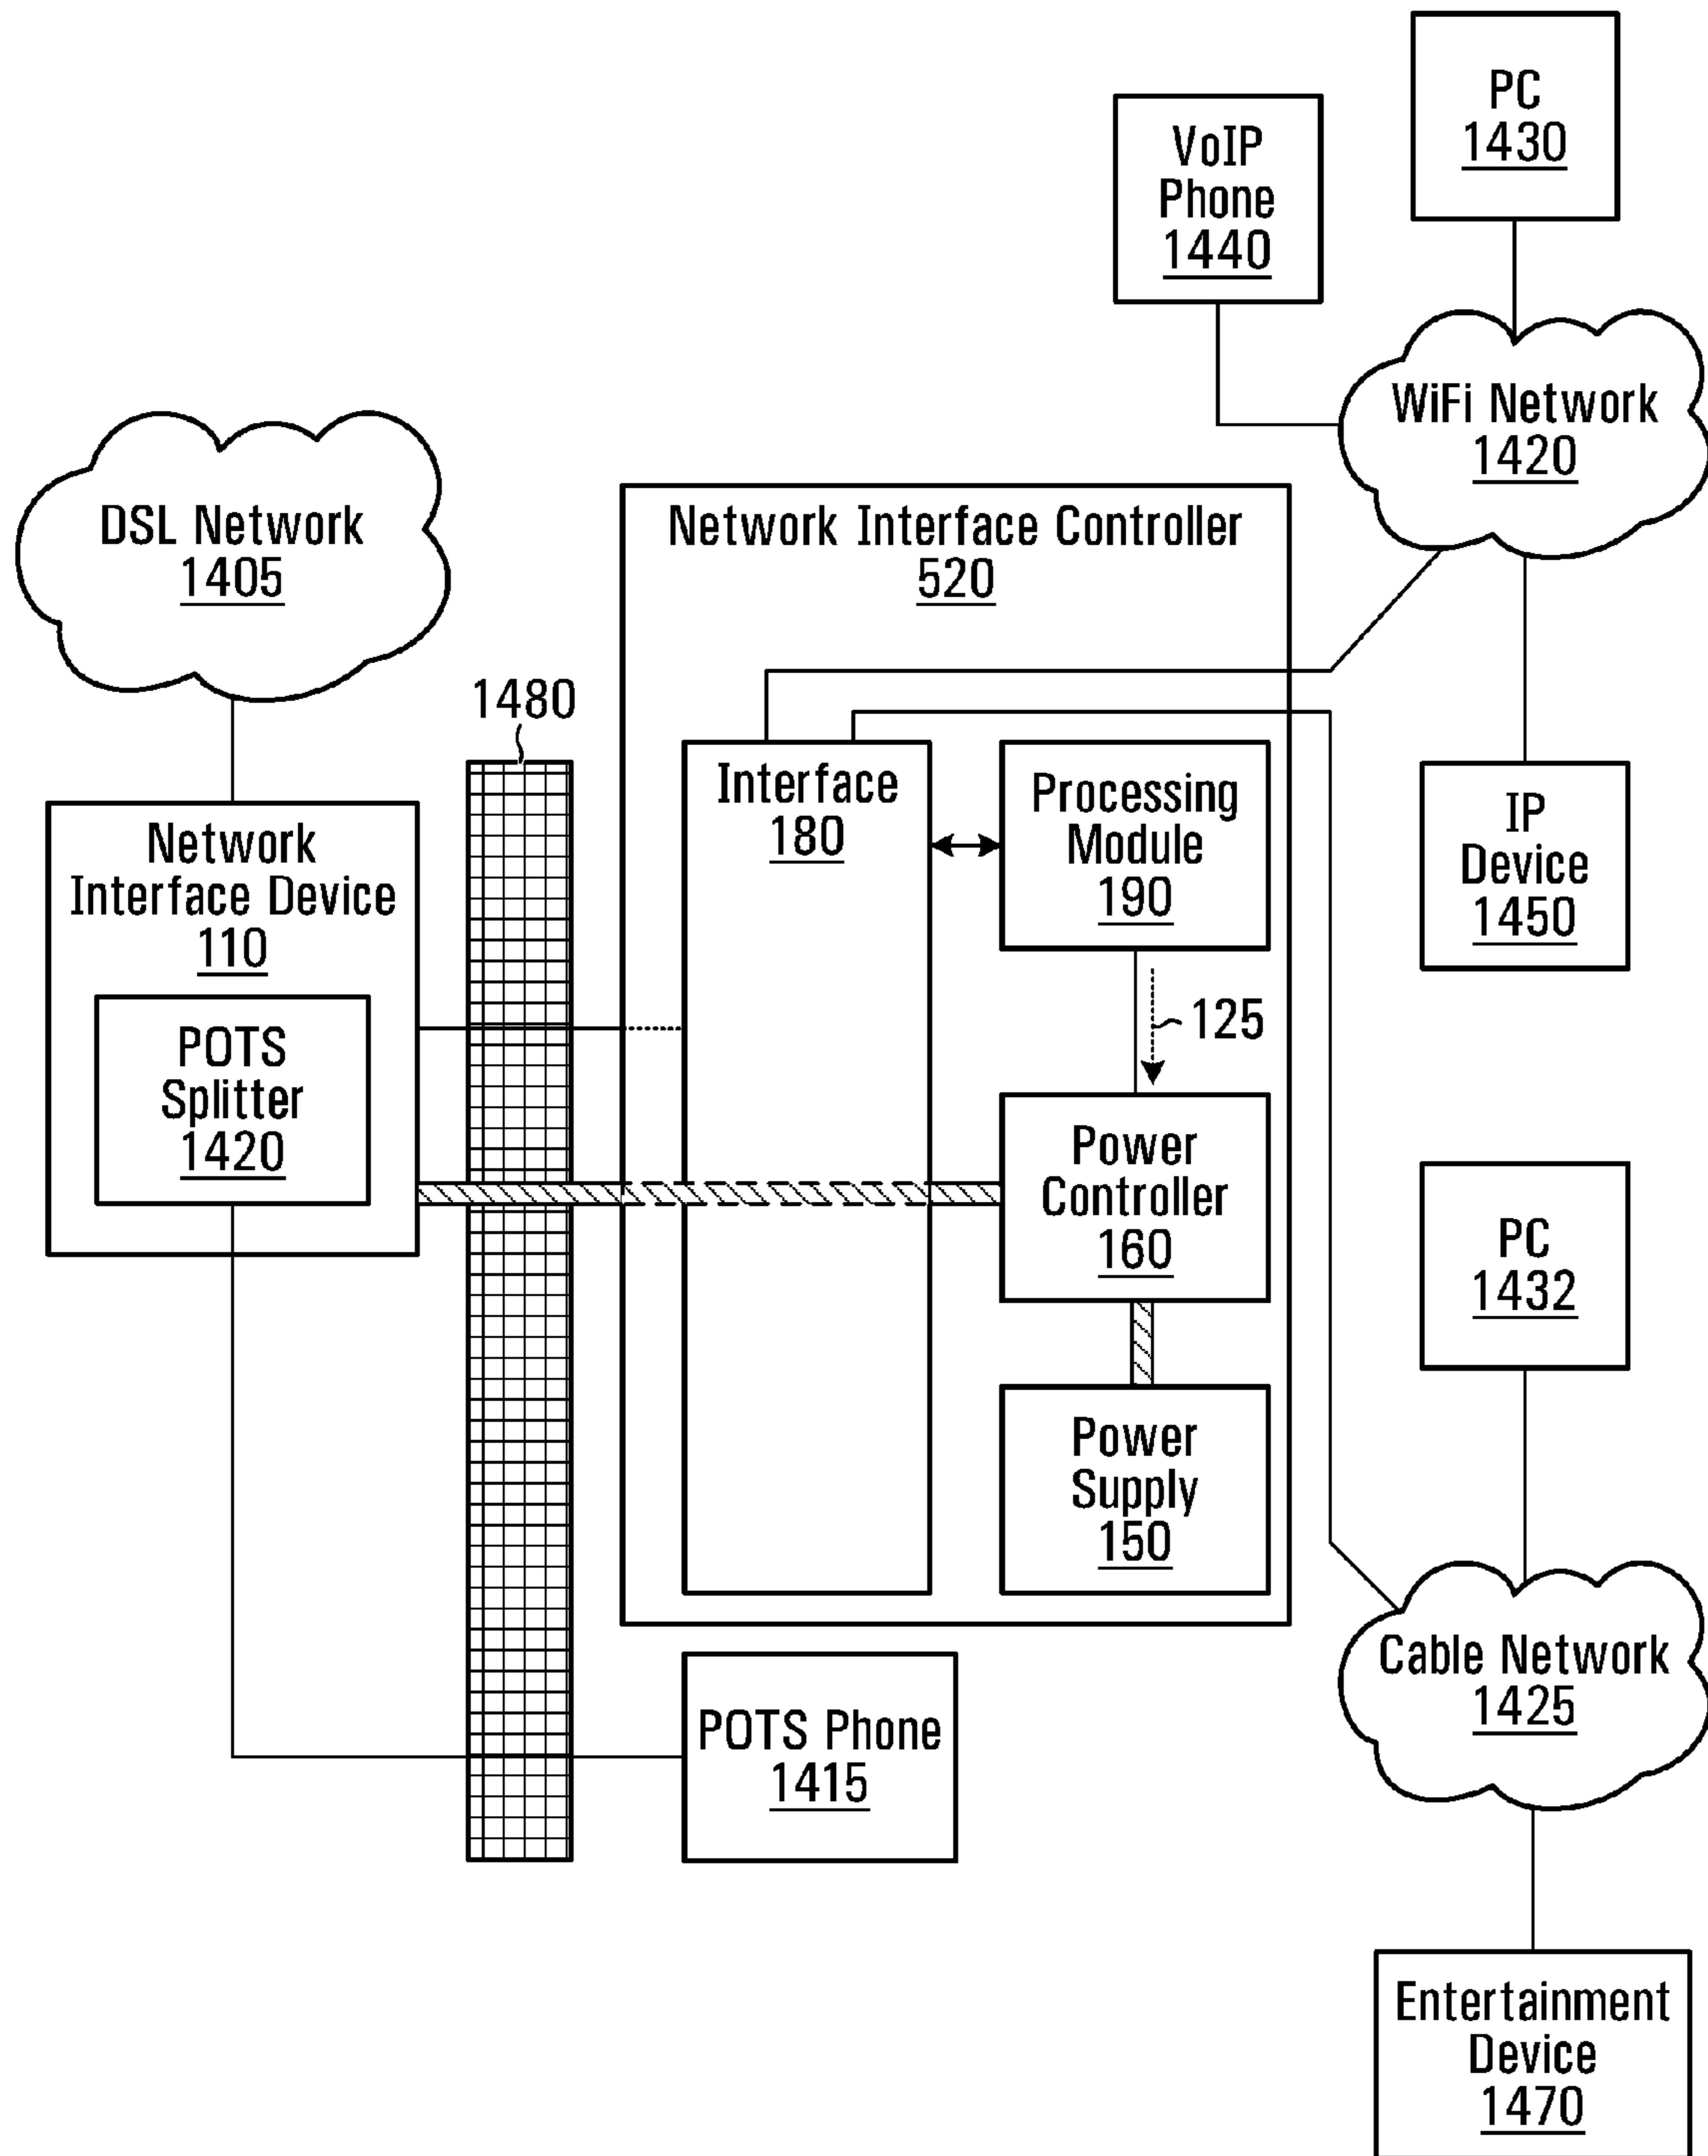 PC
1430
VoIP
Phone
1440
WiFi Network
1420
DSL Network
1405
Network Interface Controller
520
1480
Interface
180
Processing
Module
190
IP
Device
1450
Network
Interface Device
110
POTS
Splitter
1420
125
Power
Controller
160
PC
1432
Power
Supply
150
Cable Network
1425
POTS Phone
1415
Entertainment
Device
1470